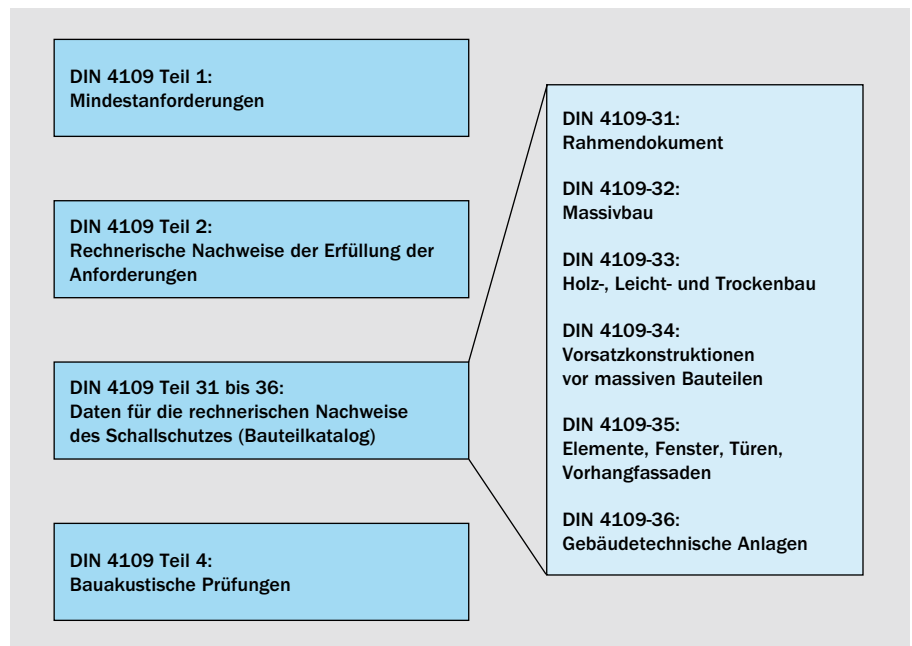 DIN 4109 Teil 1:
Mindestanforderungen
DIN 4109 Teil 2:
Rechnerische Nachweise der Erfüllung der
Anforderungen
DIN 4109 Teil 31 bis 36:
Daten für die rechnerischen Nachweise
des Schallschutzes (Bauteilkatalog)
DIN 4109 Teil 4:
Bauakustische Prüfungen
DIN 4109-31:
Rahmendokument
DIN 4109-32:
Massivbau
DIN 4109-33:
Holz-, Leicht- und Trockenbau
DIN 4109-34:
Vorsatzkonstruktionen
vor massiven Bauteilen
DIN 4109-35:
Elemente, Fenster, Türen,
Vorhangfassaden
DIN 4109-36:
Gebäudetechnische Anlagen